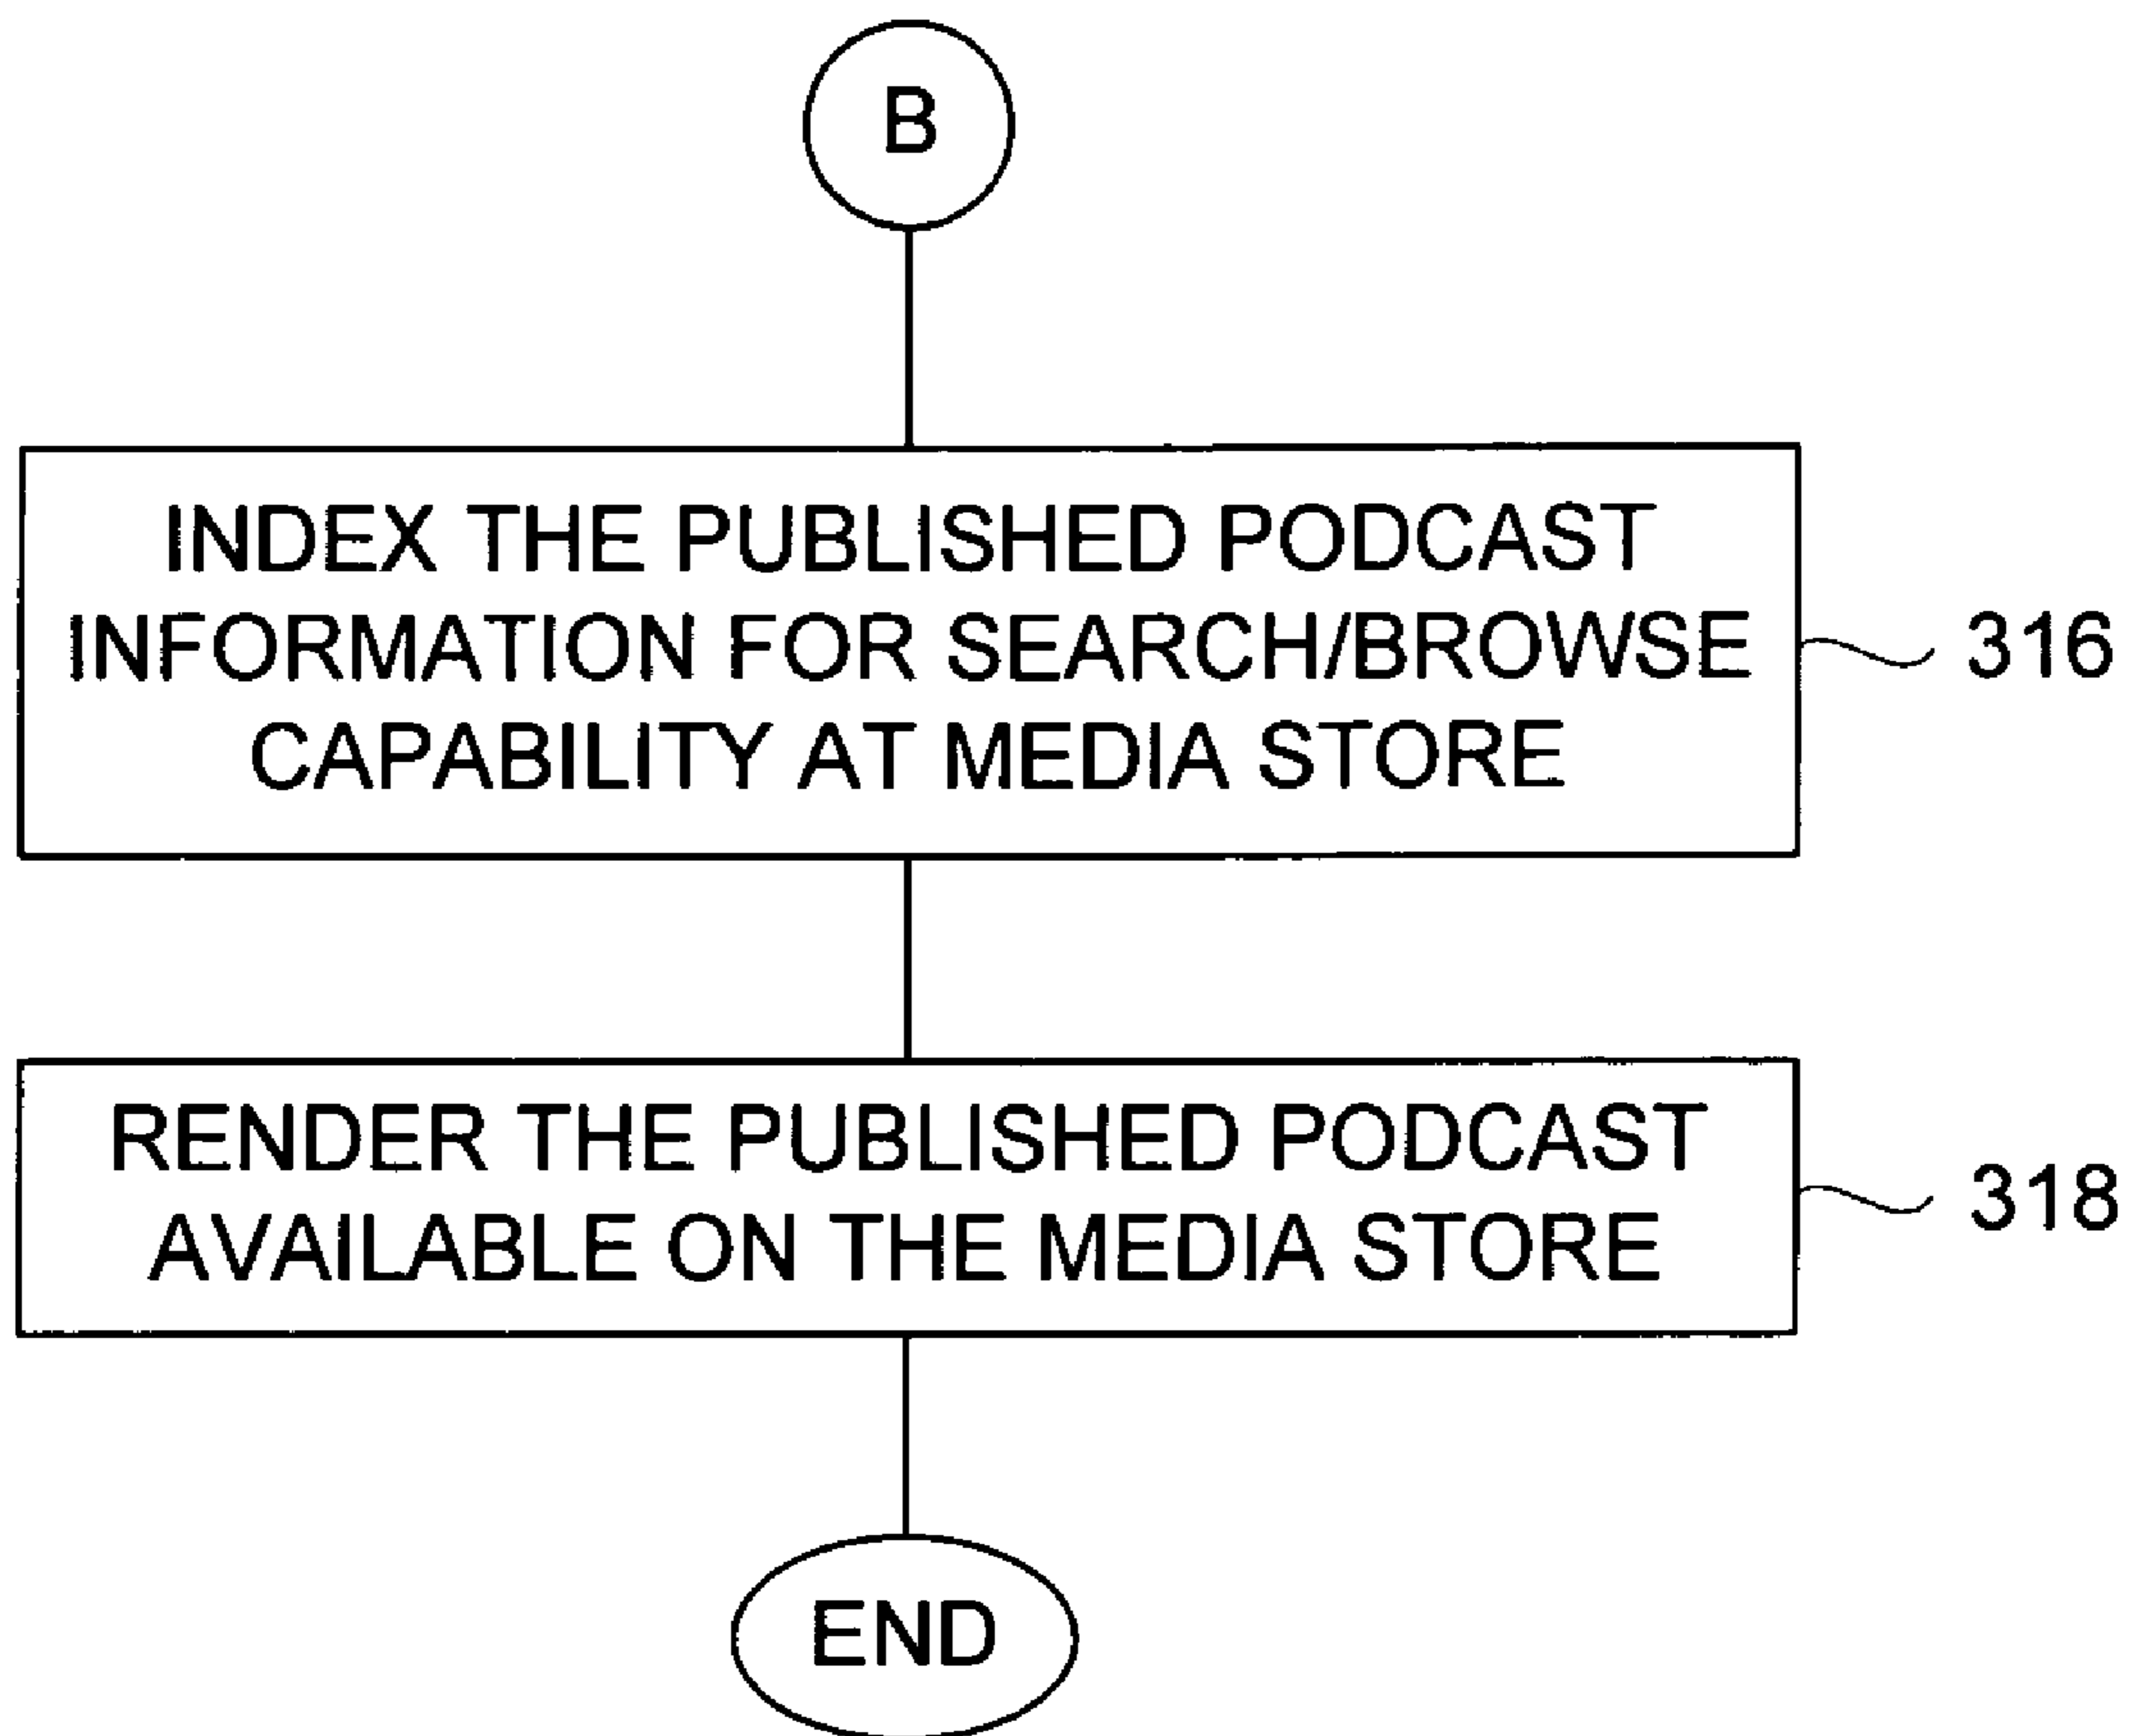 B
INDEX THE PUBLISHED PODCAST
INFORMATION FOR SEARCH/BROWSE
CAPABILITY AT MEDIA STORE
316
RENDER THE PUBLISHED PODCAST
AVAILABLE ON THE MEDIA STORE
318
END